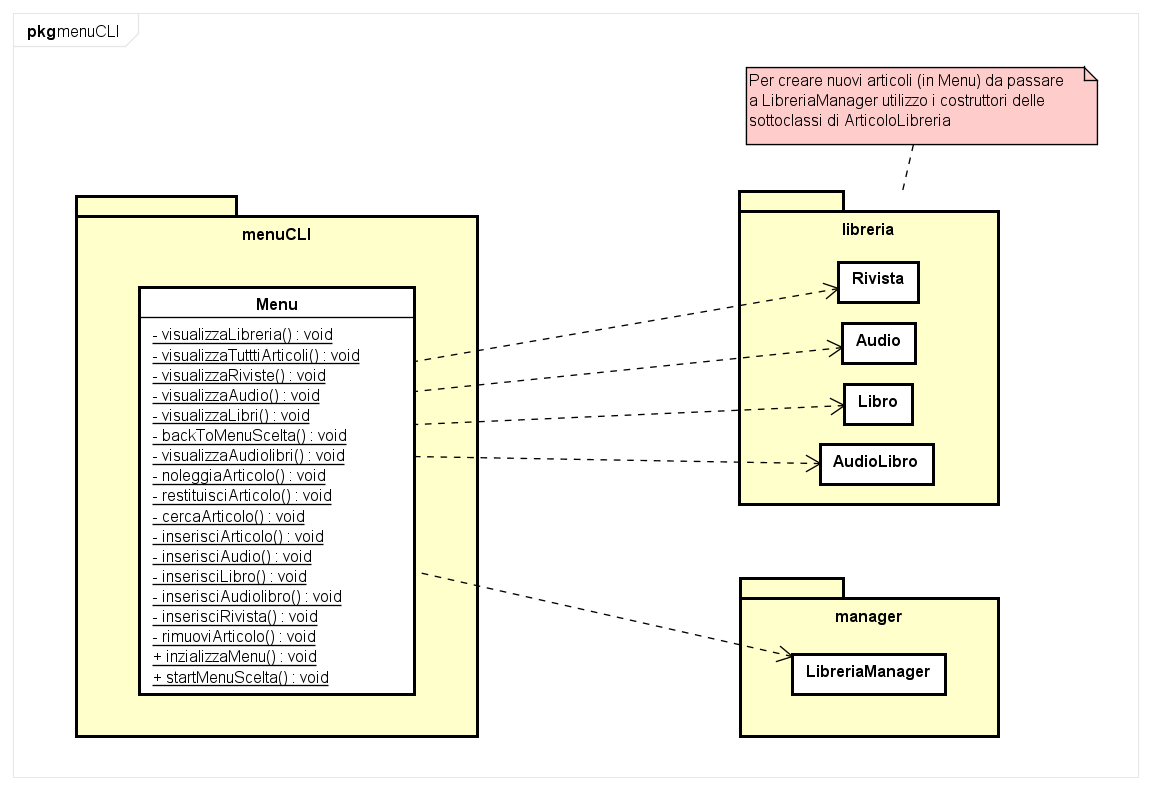 pkg menuCLI
Per creare nuovi articoli (in Menu) da passare
a LibreriaManager utilizzo i costruttori delle
sottoclassi di ArticoloLibreria
menuCLI
Menu
- visualizzaLibreria() : void
- visualizzaTutttiArticoli() : void
- visualizzaRiviste() : void
- visualizzaAudio() : void
- visualizzaLibri() : void
- backToMenuScelta() : void
- visualizzaAudiolibri() : void
- noleggiaArticolo() : void
- restituisciArticolo() : void
- cercaArticolo() : void
- inserisciArticolo() : void
- inserisciAudio() : void
- inserisciLibro() : void
- inserisciAudiolibro() : void
- inserisciRivista() : void
- rimuoviArticolo() : void
+ inzializzaMenu() : void
+ startMenuScelta() : void
libreria
Rivista
Audio
Libro
AudioLibro
manager
LibreriaManager